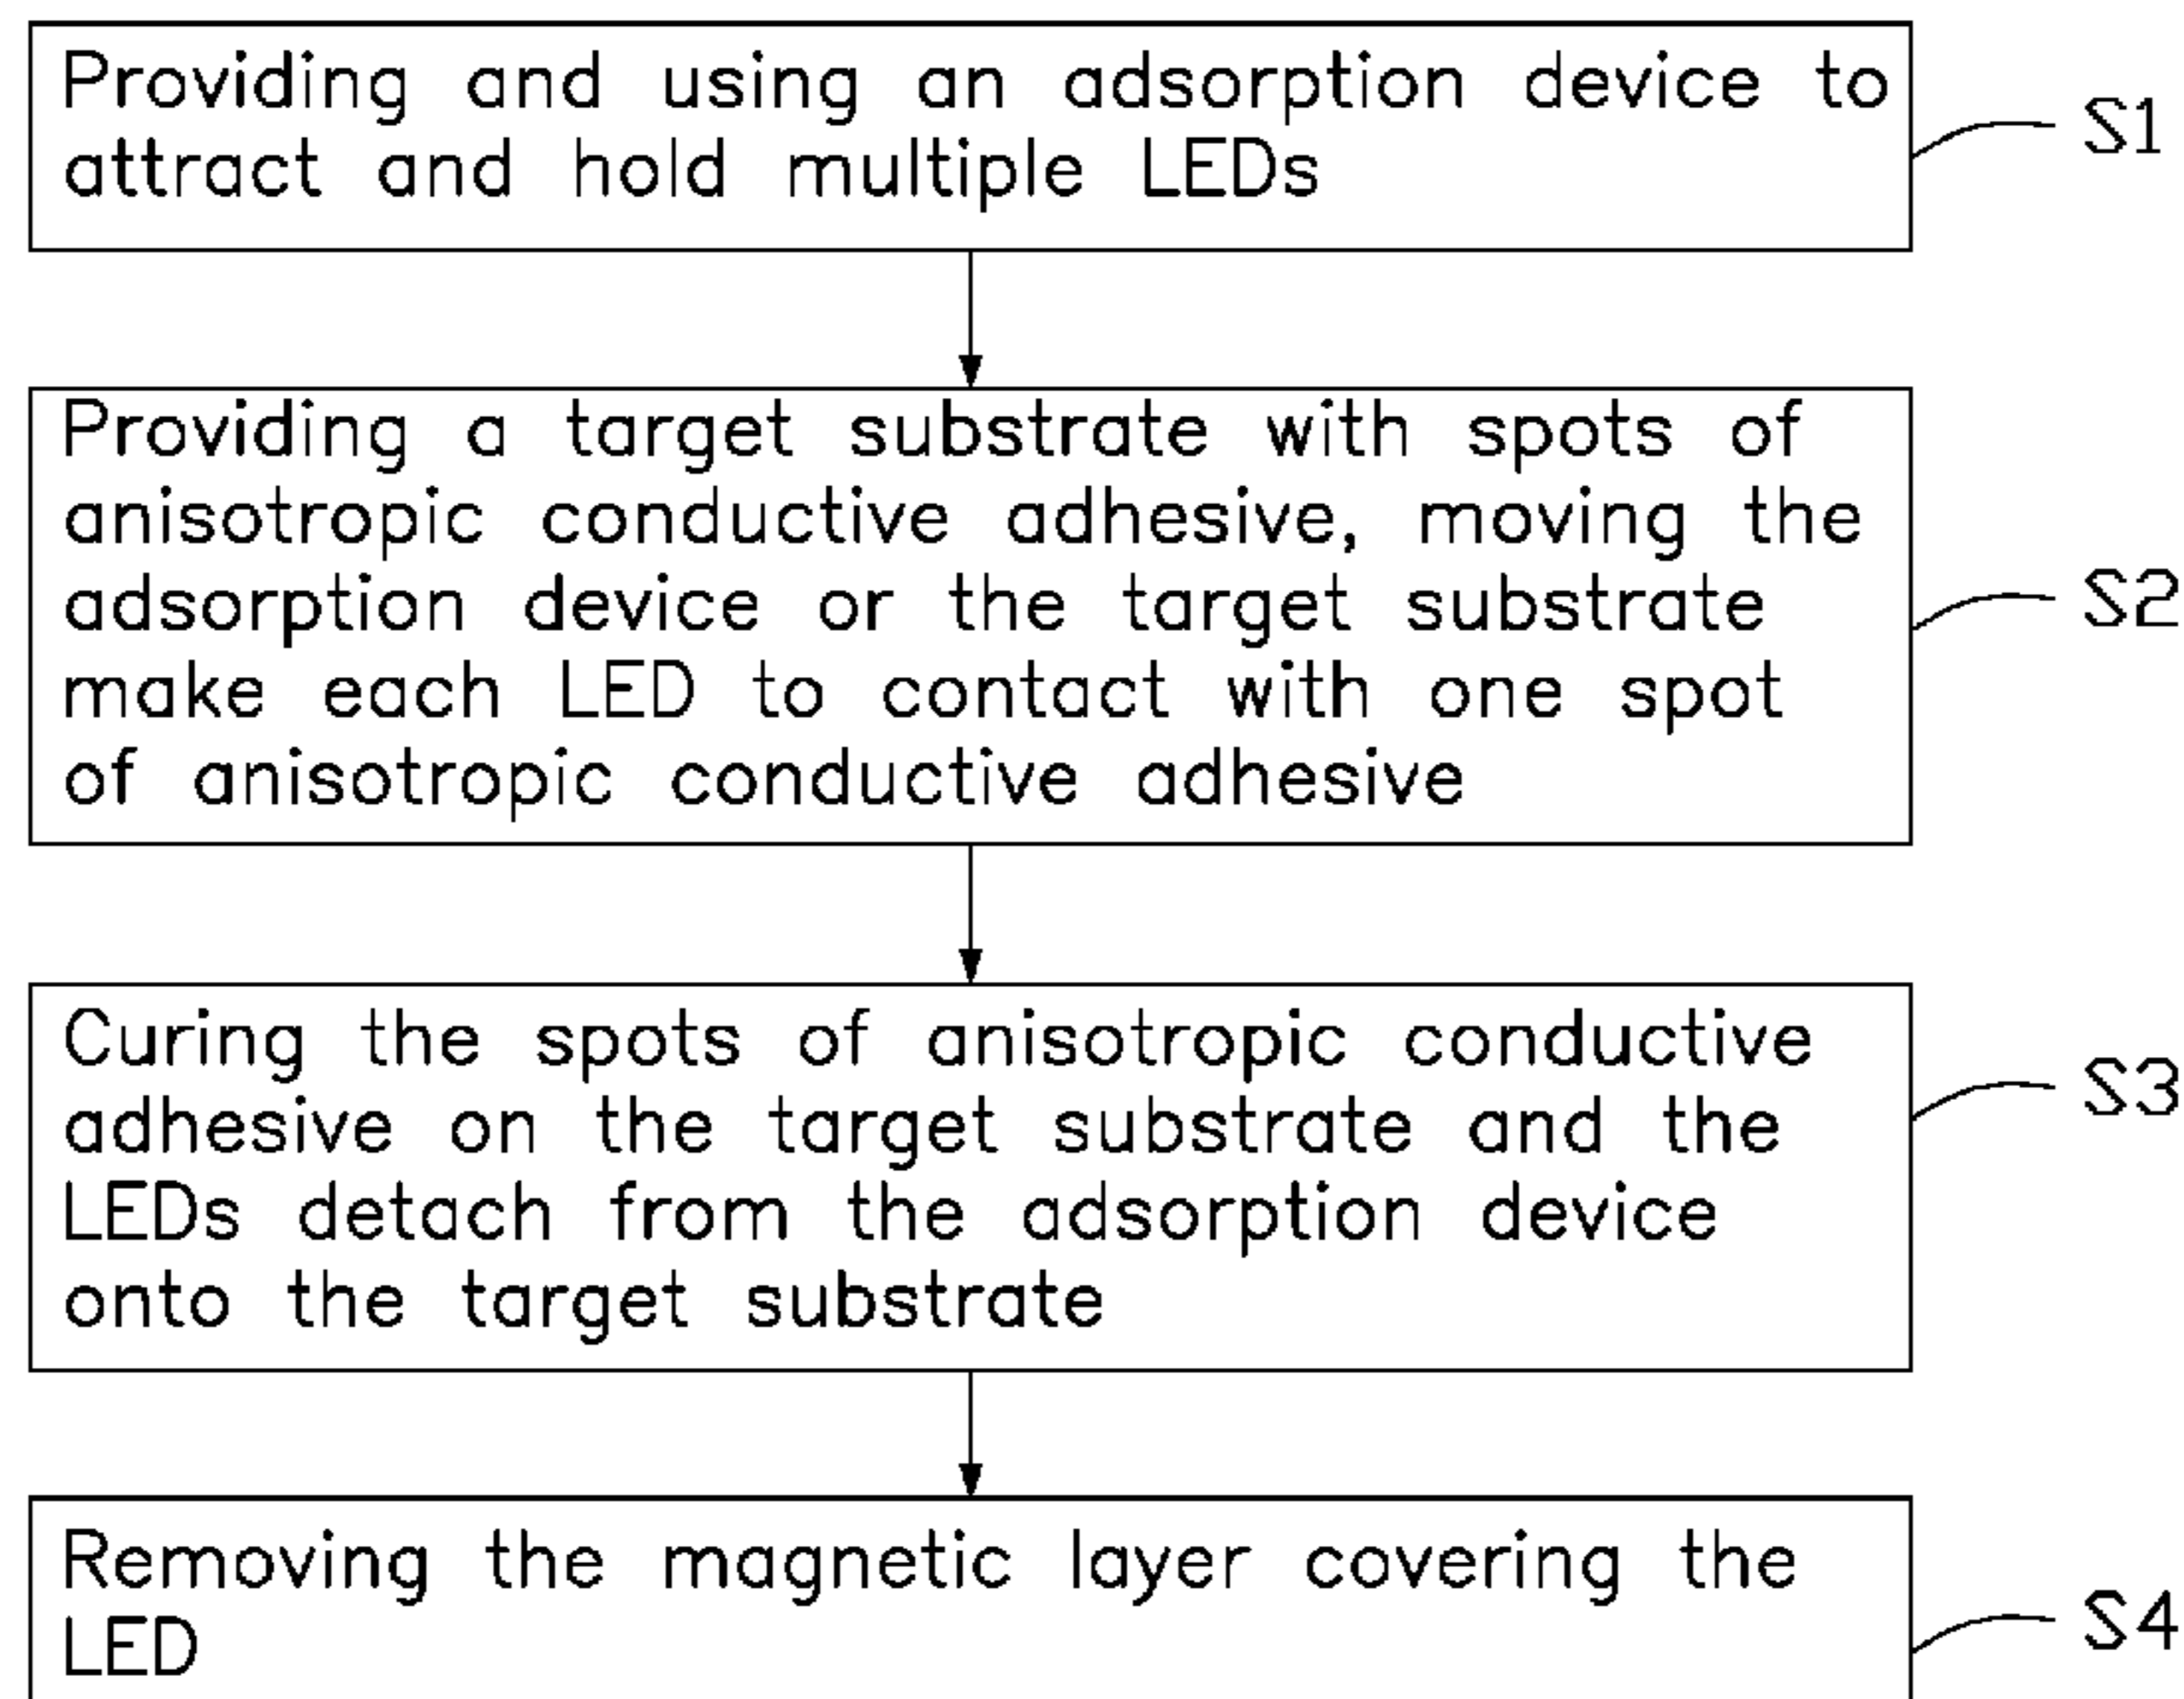 Providing and using an adsorption device to
attract and hold multiple LEDs
S1
Providing a target substrate with spots of
anisotropic conductive adhesive, moving the
adsorption device or the target substrate
make each LED to contact with one spot
of anisotropic conductive adhesive
S2
Curing the spots of anisotropic conductive
adhesive on the target substrate and the
LEDs detach from the adsorption device
onto the target substrate
S3
Removing the magnetic layer covering the
LED
S4